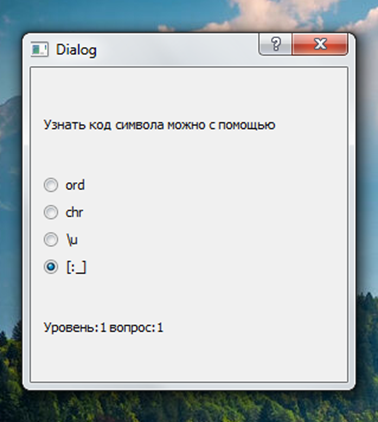 Dialog
Узнать код символа можно с помощью
ord
chr
\u
[:_]
Уровень:1 вопрос:1